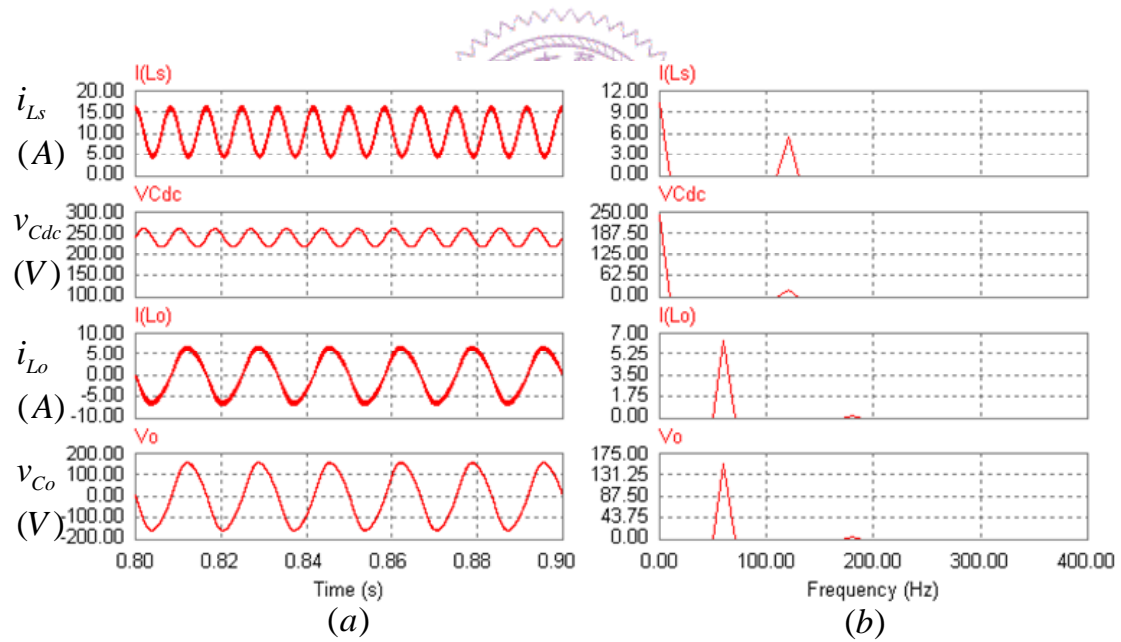 I(Ls)
i_Ls
(A)
20.00
15.00
10.00
5.00
0.00
I(Ls)
12.00
9.00
6.00
3.00
0.00
VCdc
v_Cdc
(V)
300.00
250.00
200.00
150.00
100.00
VCdc
250.00
187.50
125.00
62.50
0.00
I(Lo)
i_Lo
(A)
10.00
5.00
0.00
-5.00
-10.00
I(Lo)
7.00
5.25
3.50
1.75
0.00
Vo
v_Co
(V)
200.00
100.00
0.00
-100.00
-200.00
Vo
175.00
131.25
87.50
43.75
0.00
0.80 0.82 0.84 0.86 0.88 0.90
Time (s)
(a)
0.00 100.00 200.00 300.00 400.00
Frequency (Hz)
(b)